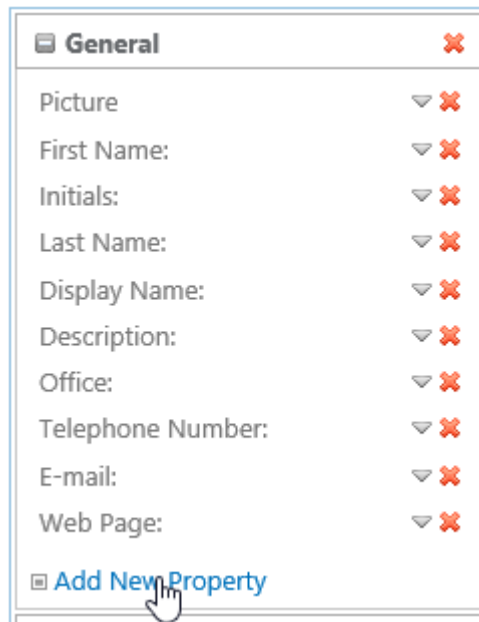 General
Picture
First Name:
Initials:
Last Name:
Display Name:
Description:
Office:
Telephone Number:
E-mail:
Web Page:
Add New Property